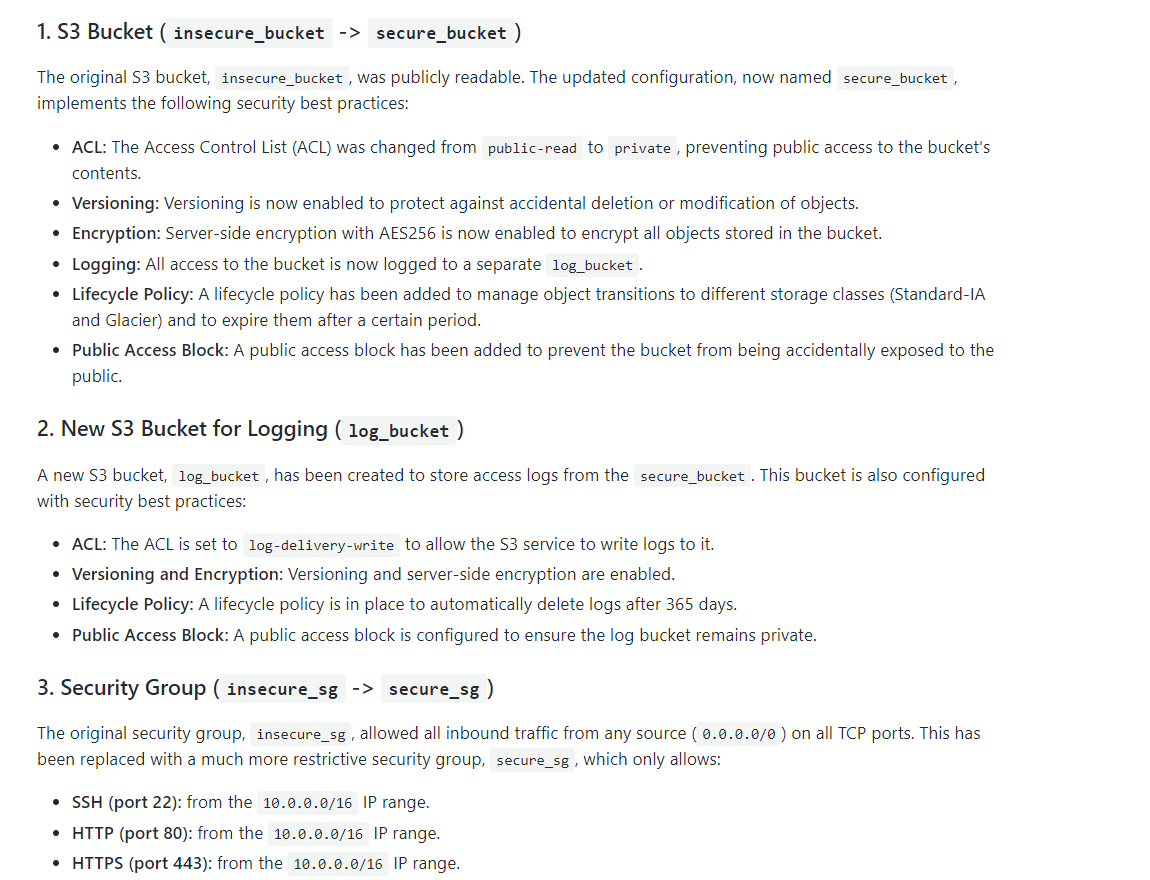 1. S3 Bucket ( insecure_bucket -> secure_bucket )
The original S3 bucket, insecure_bucket , was publicly readable. The updated configuration, now named secure_bucket ,
implements the following security best practices:
• ACL: The Access Control List (ACL) was changed from public-read to private , preventing public access to the bucket's
contents.
• Versioning: Versioning is now enabled to protect against accidental deletion or modification of objects.
• Encryption: Server-side encryption with AES256 is now enabled to encrypt all objects stored in the bucket.
• Logging: All access to the bucket is now logged to a separate log_bucket .
• Lifecycle Policy: A lifecycle policy has been added to manage object transitions to different storage classes (Standard-IA
and Glacier) and to expire them after a certain period.
• Public Access Block: A public access block has been added to prevent the bucket from being accidentally exposed to the
public.
2. New S3 Bucket for Logging ( log_bucket )
A new S3 bucket, log_bucket , has been created to store access logs from the secure_bucket . This bucket is also configured
with security best practices:
• ACL: The ACL is set to log-delivery-write to allow the S3 service to write logs to it.
• Versioning and Encryption: Versioning and server-side encryption are enabled.
• Lifecycle Policy: A lifecycle policy is in place to automatically delete logs after 365 days.
• Public Access Block: A public access block is configured to ensure the log bucket remains private.
3. Security Group ( insecure_sg -> secure_sg )
The original security group, insecure_sg , allowed all inbound traffic from any source ( 0.0.0.0/0 ) on all TCP ports. This has
been replaced with a much more restrictive security group, secure_sg , which only allows:
• SSH (port 22): from the 10.0.0.0/16 IP range.
• HTTP (port 80): from the 10.0.0.0/16 IP range.
• HTTPS (port 443): from the 10.0.0.0/16 IP range.